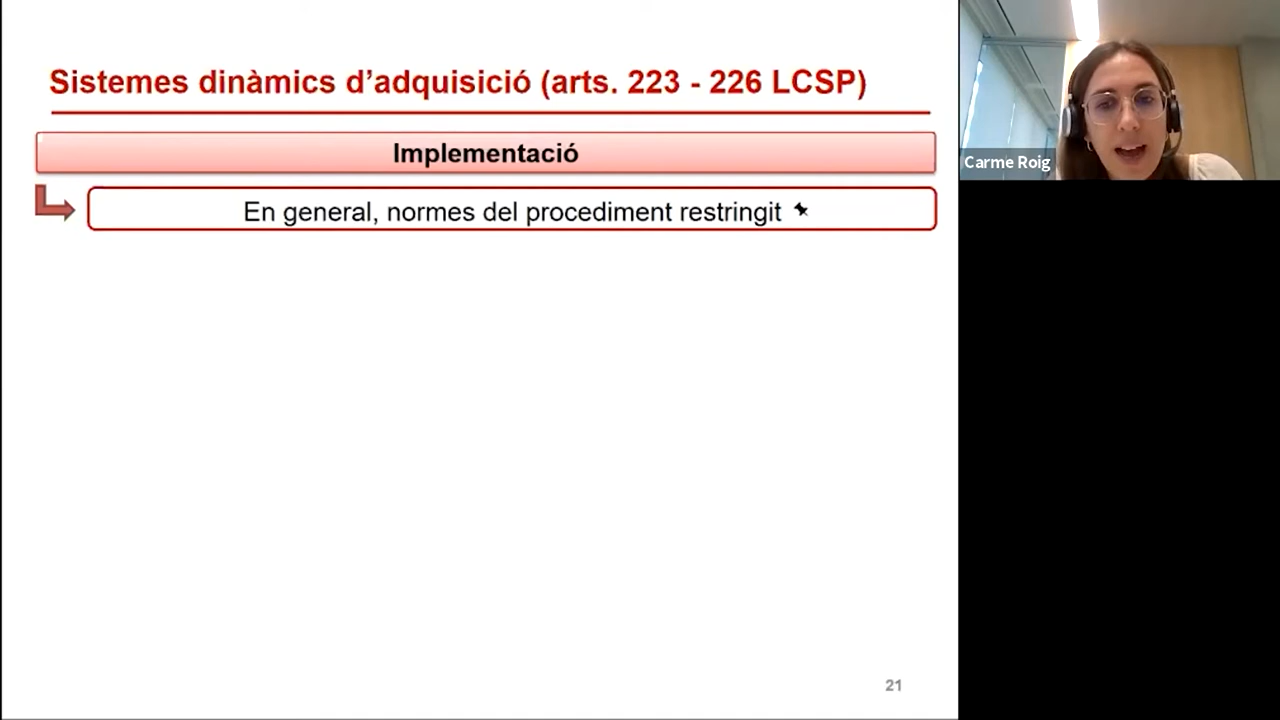 Sistemes dinàmics d’adquisició (arts. 223 - 226 LCSP)
Implementació
En general, normes del procediment restringit
21
Carme Roig